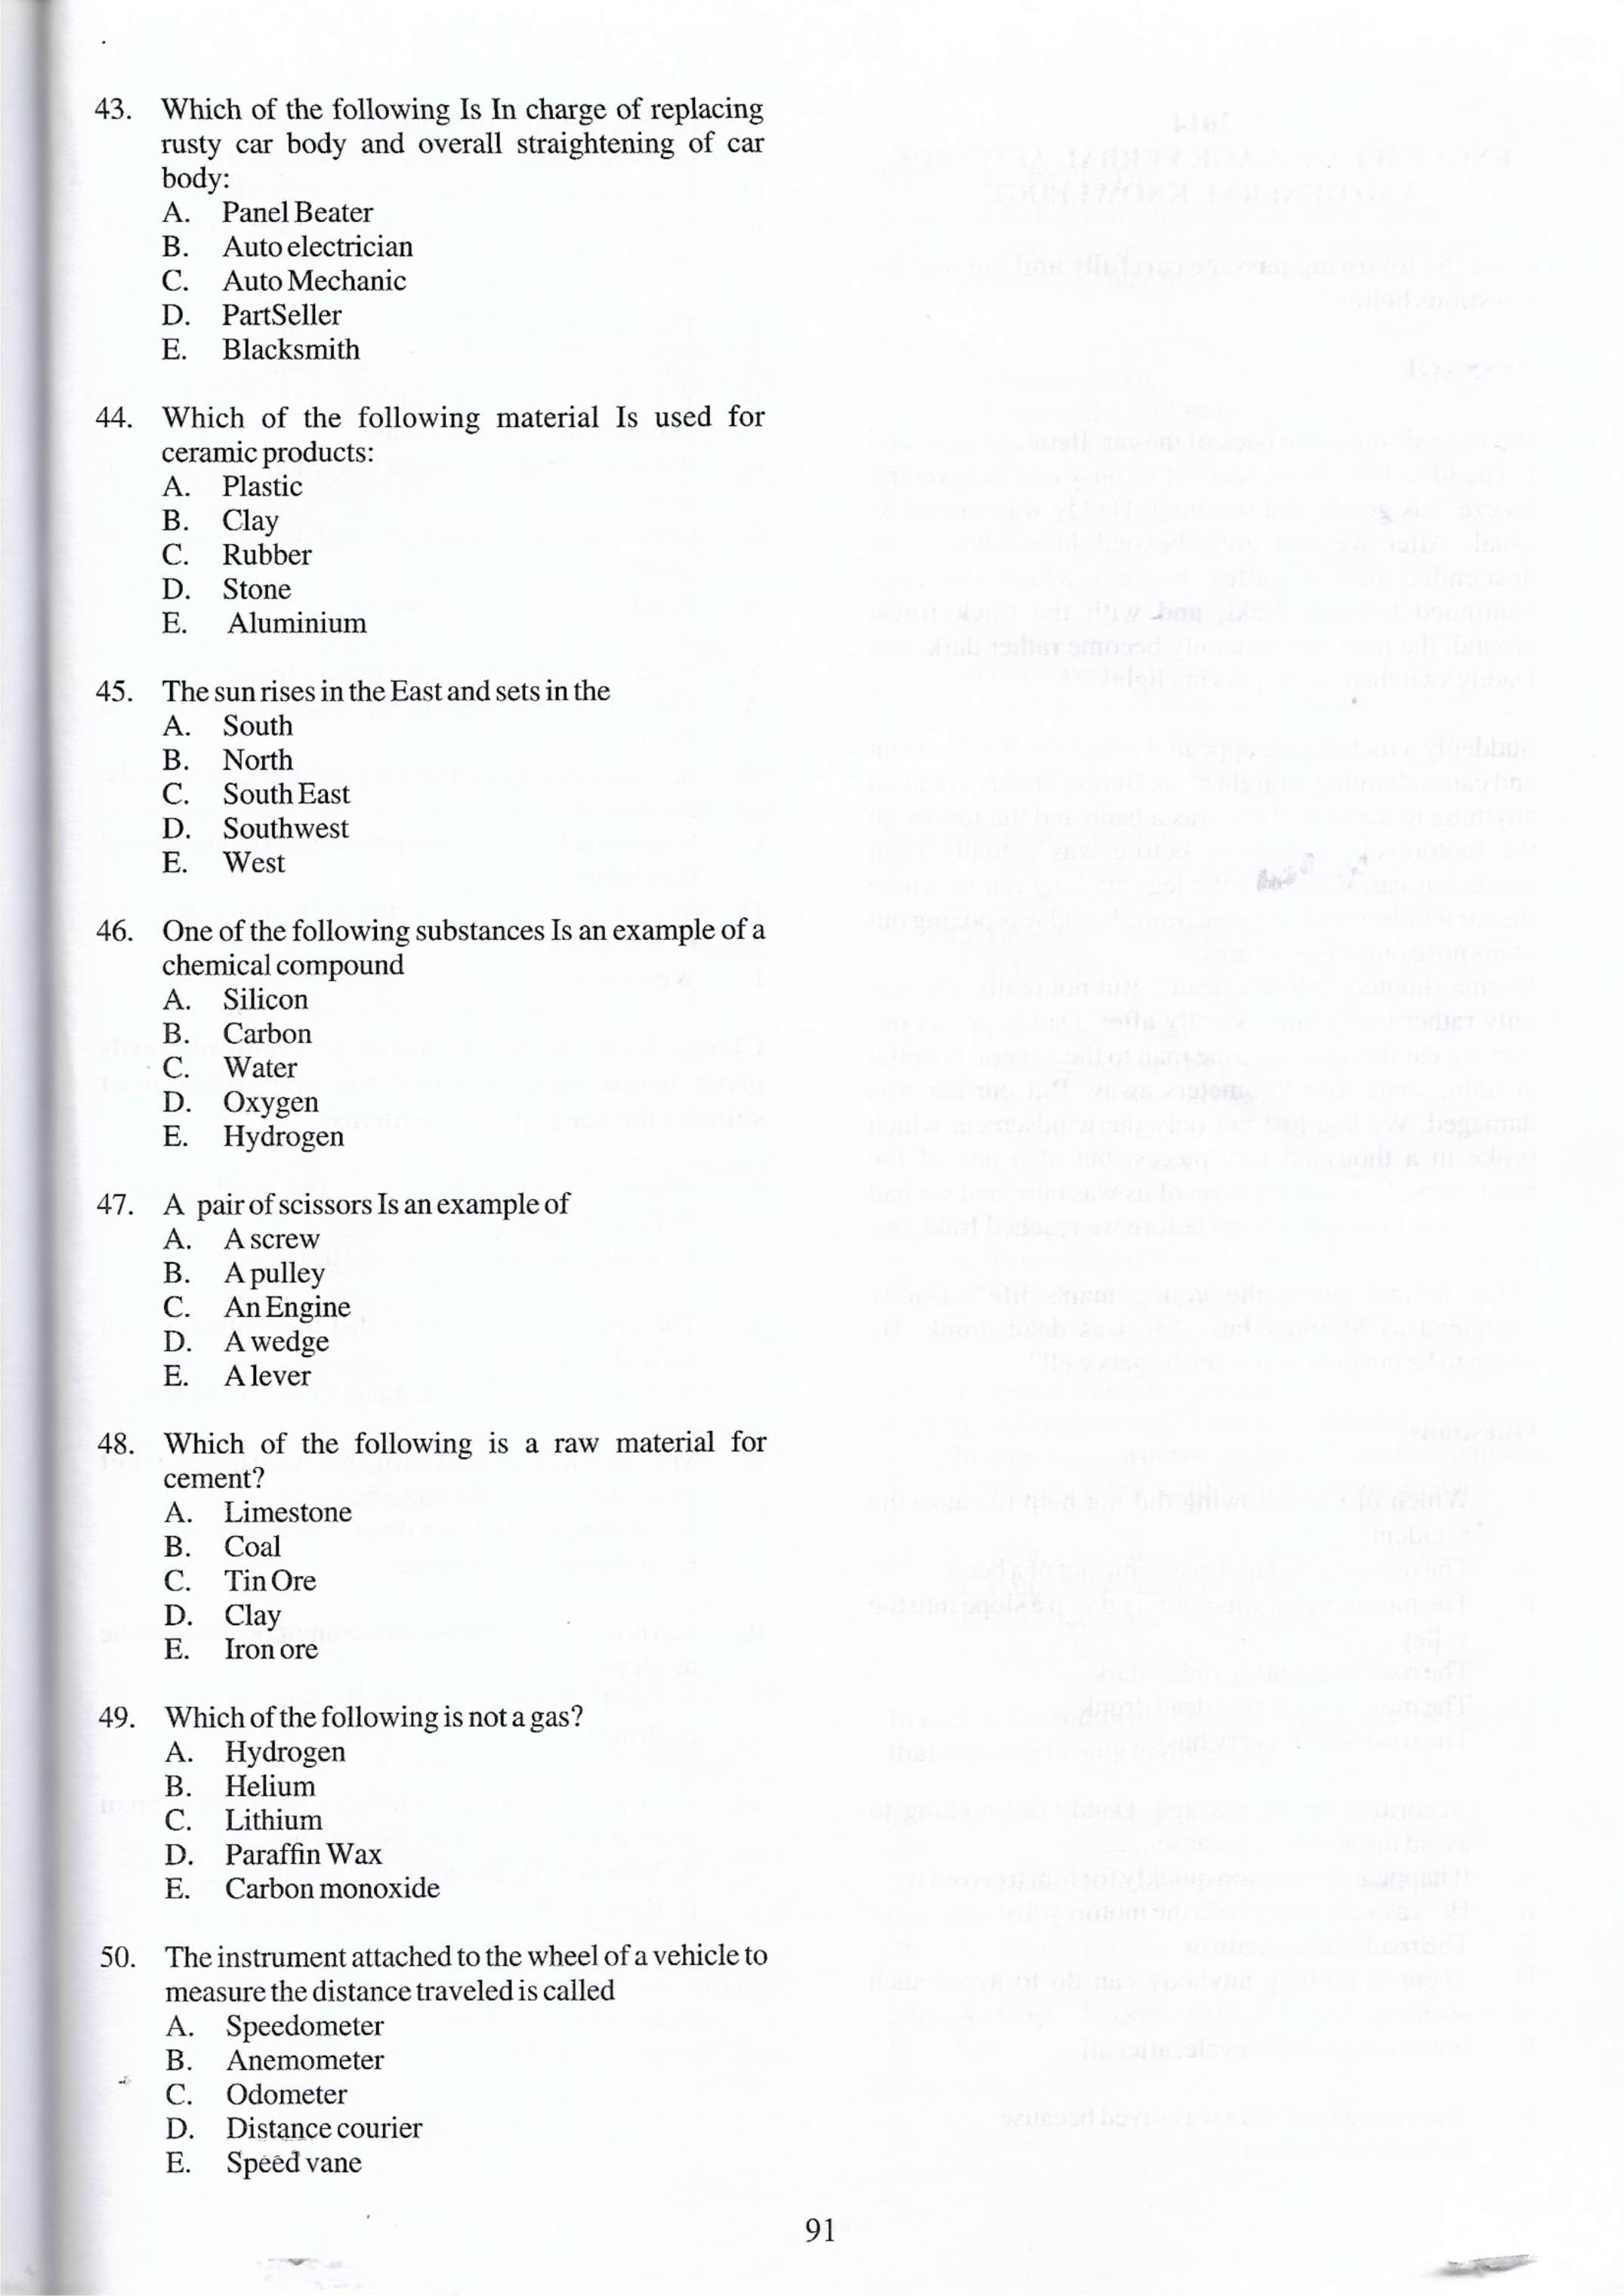 43. Which of the following Is In charge of replacing
rusty car body and overall straightening of car
body:
A. Panel Beater
B. Auto electrician
C. Auto Mechanic
D. PartSeller
E. Blacksmith
44. Which of the following material Is used for
ceramic products:
A. Plastic
B. Clay
C. Rubber
D. Stone
E. Aluminium
45. The sun rises in the East and sets in the
A. South
B. North
C. South East
D. Southwest
E. West
46. One of the following substances Is an example of a
chemical compound
A. Silicon
B. Carbon
C. Water
D. Oxygen
E. Hydrogen
47. A pair of scissors Is an example of
A. A screw
B. A pulley
C. An Engine
D. A wedge
E. A lever
48. Which of the following is a raw material for
cement?
A. Limestone
B. Coal
C. Tin Ore
D. Clay
E. Iron ore
49. Which of the following is not a gas?
A. Hydrogen
B. Helium
C. Lithium
D. Paraffin Wax
E. Carbon monoxide
50. The instrument attached to the wheel of a vehicle to
measure the distance traveled is called
A. Speedometer
B. Anemometer
C. Odometer
D. Distance courier
E. Speed vane
91